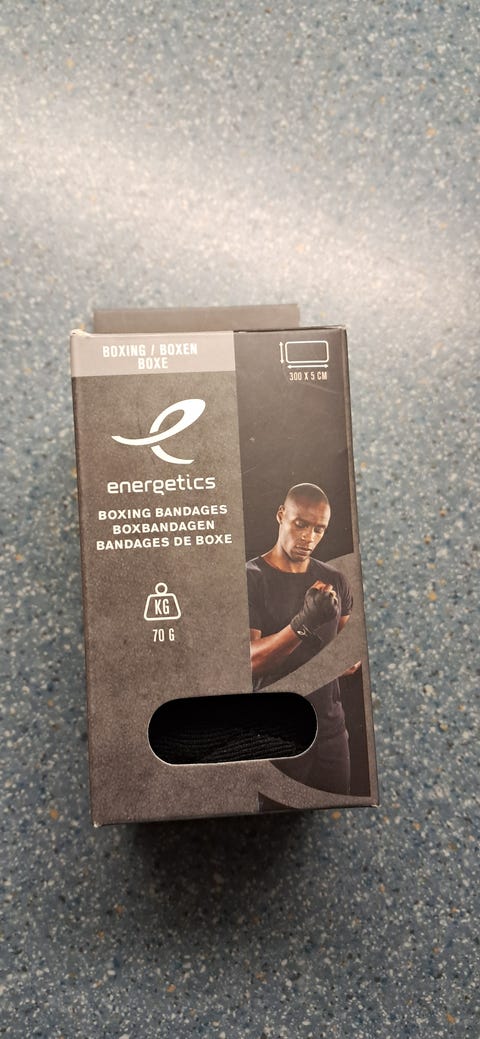 BOXING / BOXEN
BOXE
300 X 5 CM
energetics
BOXING BANDAGES
BOXBANDAGEN
BANDAGES DE BOXE
KG
70 G